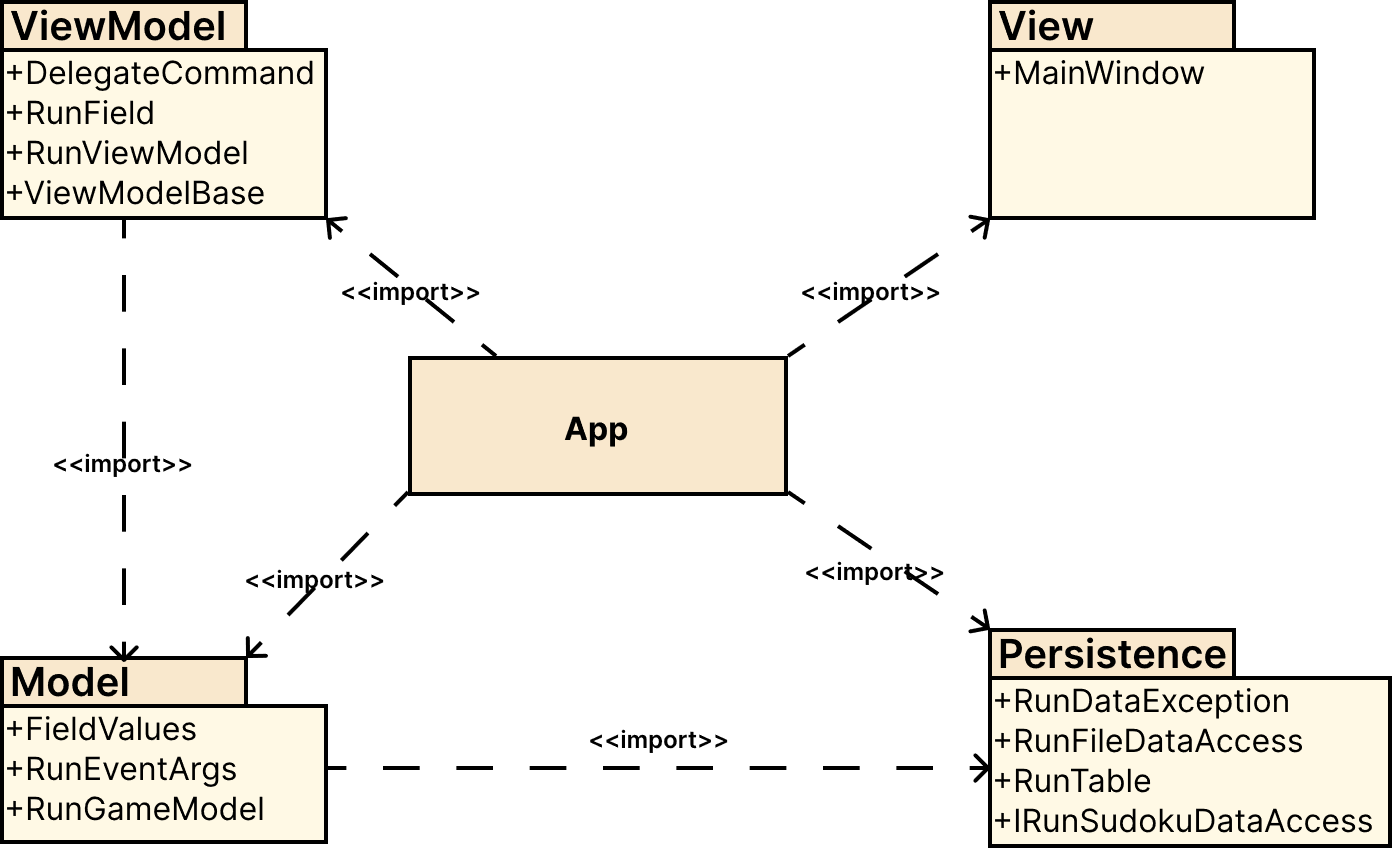 ViewModel
+DelegateCommand
+RunField
+RunViewModel
+ViewModelBase
View
+MainWindow
<<import>>
<<import>>
App
<<import>>
<<import>>
<<import>>
Model
+FieldValues
+RunEventArgs
+RunGameModel
<<import>>
Persistence
+RunDataException
+RunFileDataAccess
+RunTable
+IRunSudokuDataAccess